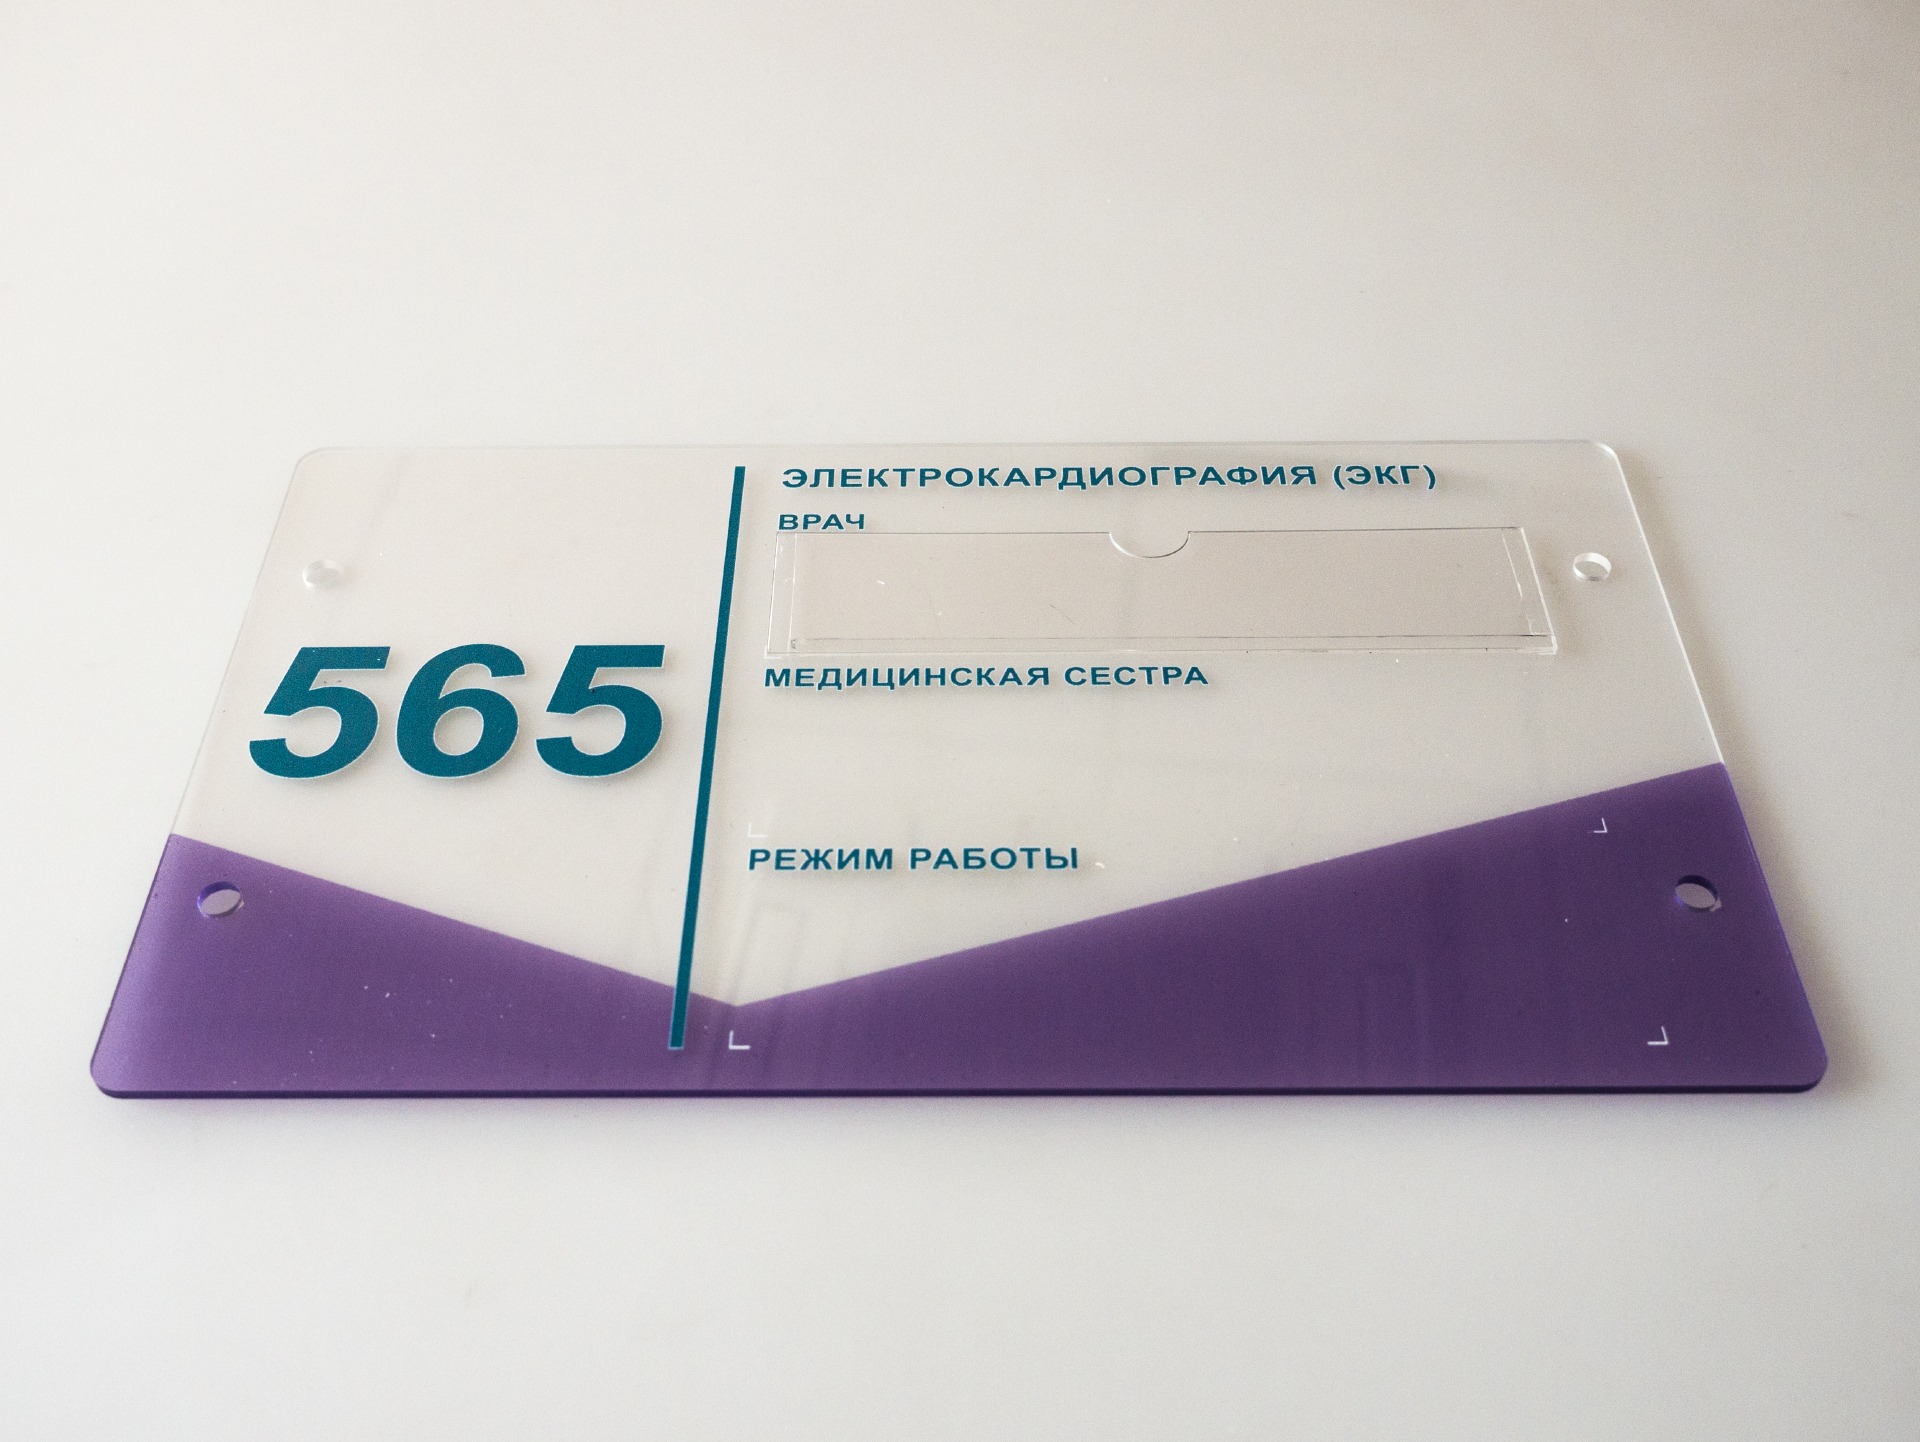 565
ЭЛЕКТРОКАРДИОГРАФИЯ (ЭКГ)
ВРАЧ
МЕДИЦИНСКАЯ СЕСТРА
РЕЖИМ РАБОТЫ